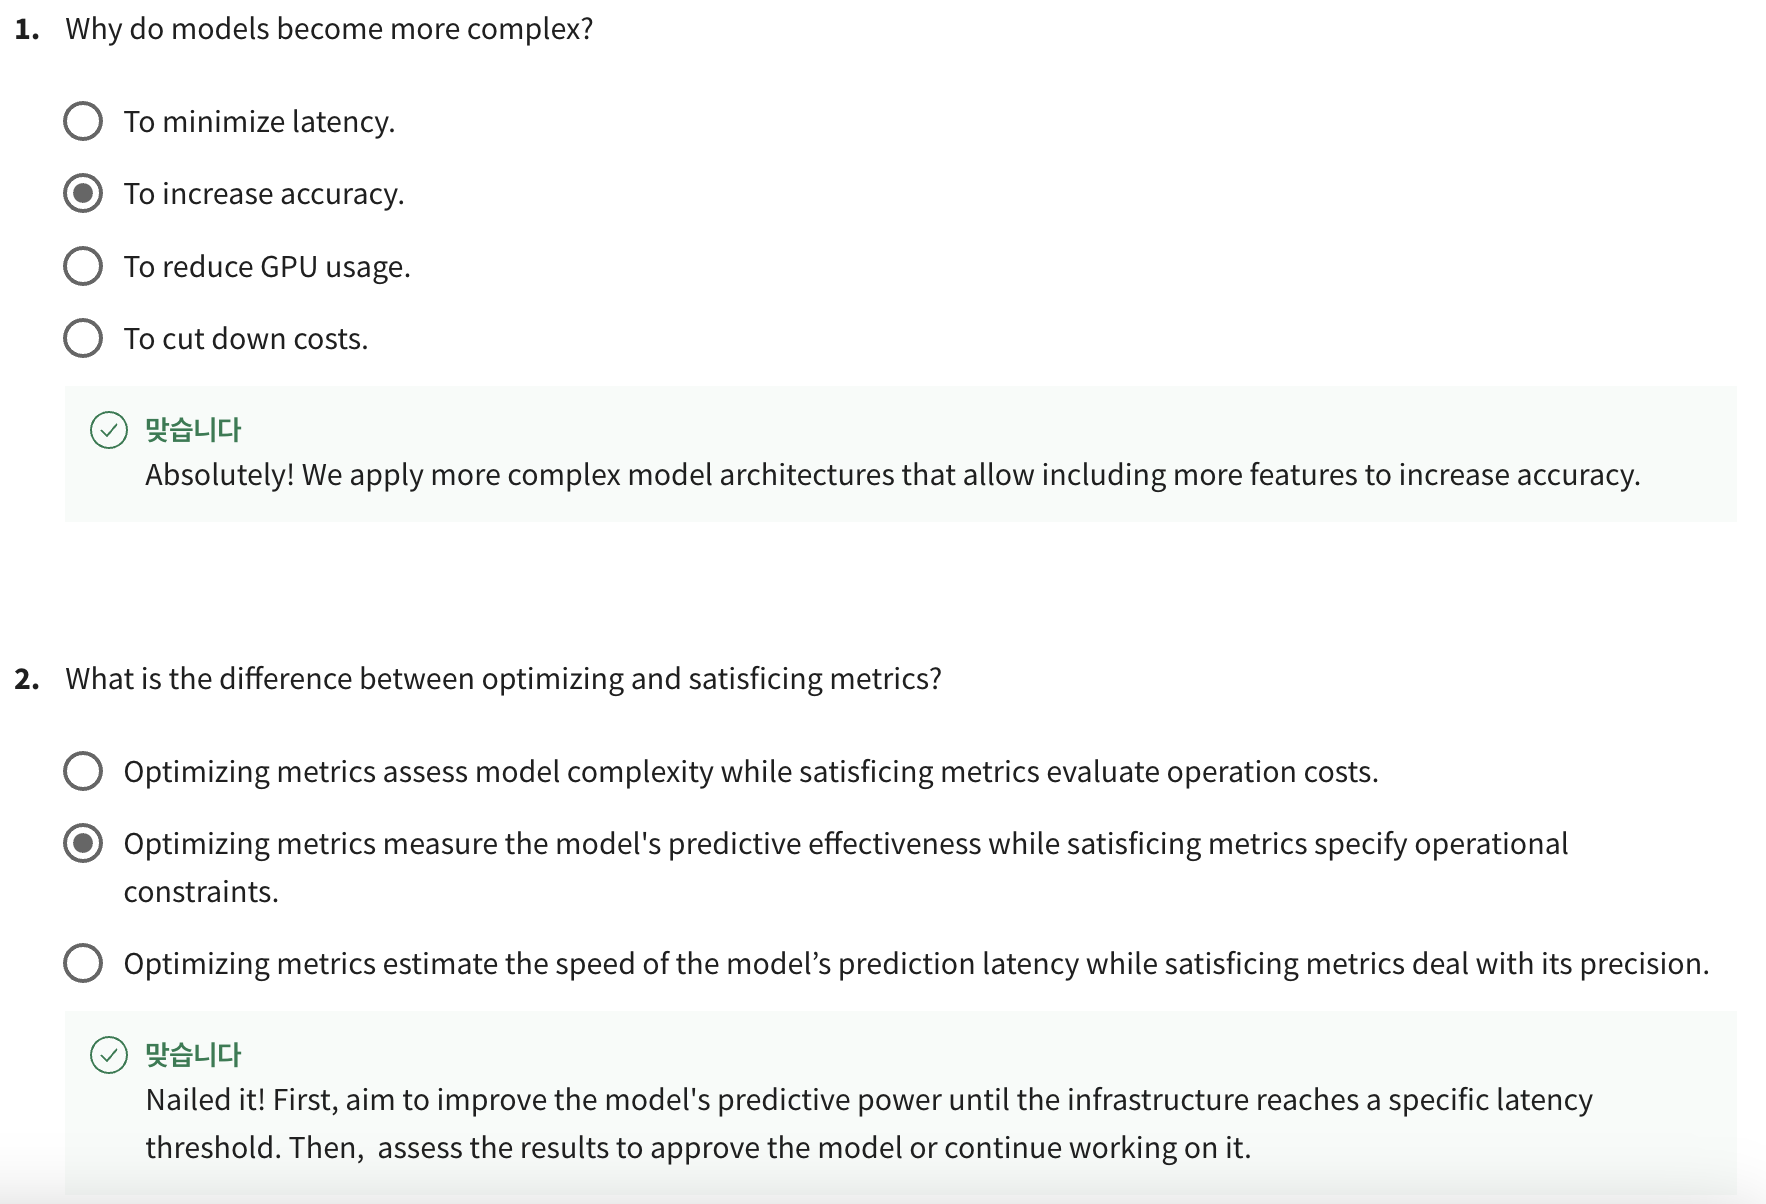 1. Why do models become more complex?
To minimize latency.
To increase accuracy.
To reduce GPU usage.
To cut down costs.
맞습니다
Absolutely! We apply more complex model architectures that allow including more features to increase accuracy.
2. What is the difference between optimizing and satisficing metrics?
Optimizing metrics assess model complexity while satisficing metrics evaluate operation costs.
Optimizing metrics measure the model's predictive effectiveness while satisficing metrics specify operational
constraints.
Optimizing metrics estimate the speed of the model’s prediction latency while satisficing metrics deal with its precision.
맞습니다
Nailed it! First, aim to improve the model's predictive power until the infrastructure reaches a specific latency
threshold. Then,  assess the results to approve the model or continue working on it.